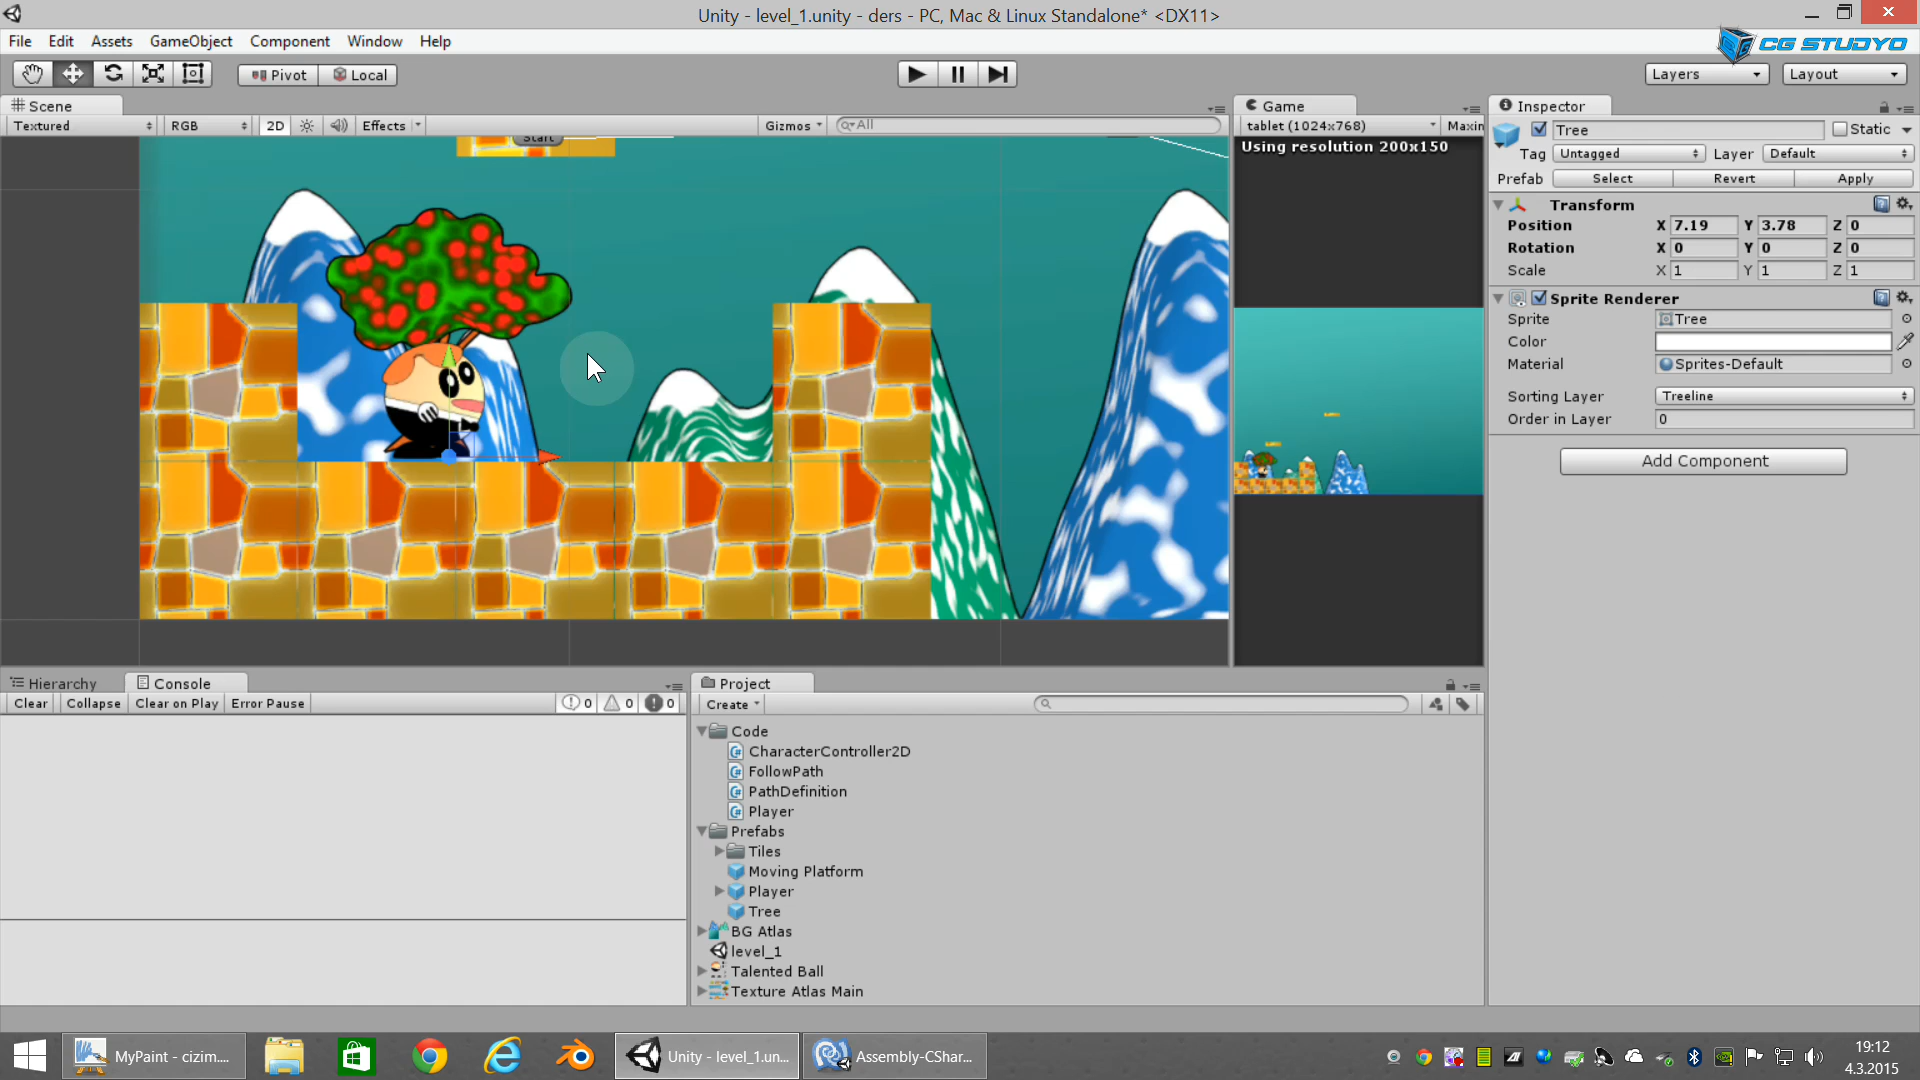 Unity - level_1.unity - ders - PC, Mac & Linux Standalone* <DX11>
File Edit Assets GameObject Component Window Help
CG STUDYO
Pivot Local
Layers Layout
Scene
Textured RGB 2D Effects Gizmos All
Start
Game
tablet (1024x768) Maxin
Using resolution 200x150
Inspector
Tree Static
Tag Untagged Layer Default
Prefab Select Revert Apply
Transform
Position X 7.19 Y 3.78 Z 0
Rotation X 0 Y 0 Z 0
Scale X 1 Y 1 Z 1
Sprite Renderer
Sprite Tree
Color
Material Sprites-Default
Sorting Layer Treeline
Order in Layer 0
Add Component
Hierarchy Console
Clear Collapse Clear on Play Error Pause 0 0 0
Project
Create
Code
CharacterController2D
FollowPath
PathDefinition
Player
Prefabs
Tiles
Moving Platform
Player
Tree
BG Atlas
level_1
Talented Ball
Texture Atlas Main
MyPaint - cizim....
Unity - level_1.un...
Assembly-CShar...
19:12
4.3.2015